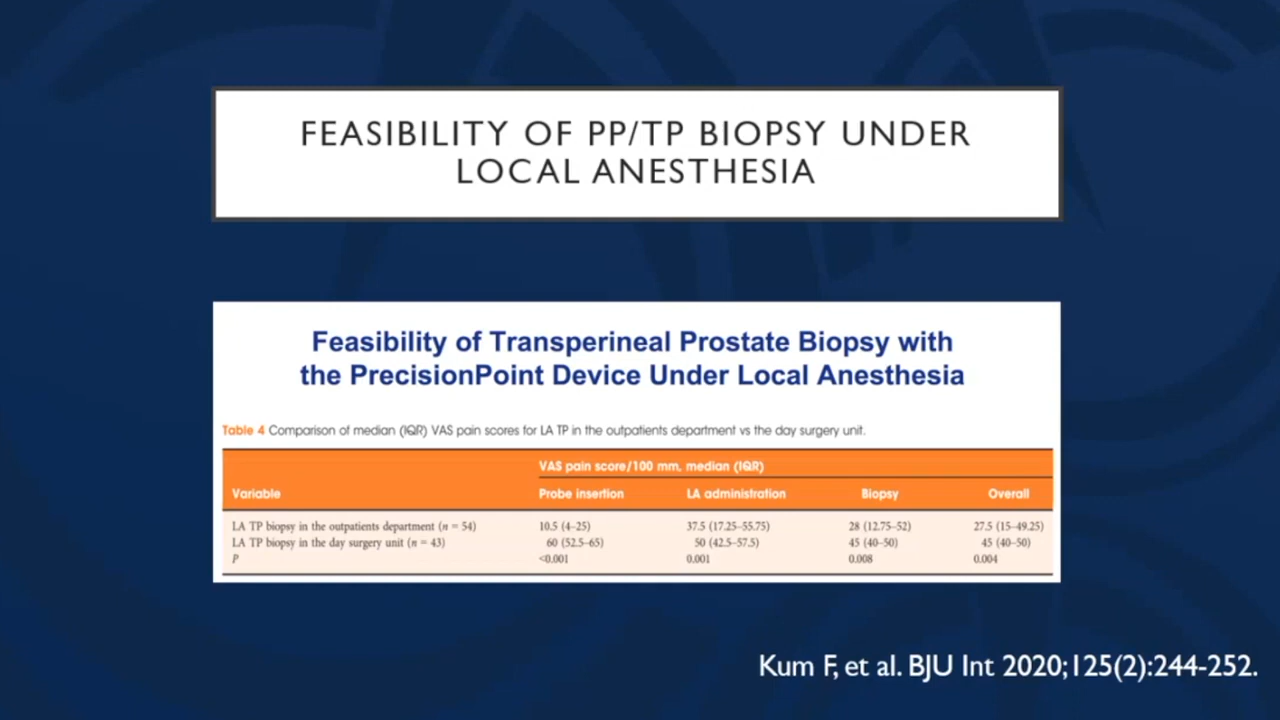 FEASIBILITY OF PP/TP BIOPSY UNDER
LOCAL ANESTHESIA
Feasibility of Transperineal Prostate Biopsy with
the PrecisionPoint Device Under Local Anesthesia
Table 4 Comparison of median (IQR) VAS pain scores for LA TP in the outpatients department vs the day surgery unit.
VAS pain score/100 mm, median (IQR)
Variable Probe insertion LA administration Biopsy Overall
LA TP biopsy in the outpatients department (n = 54) 10.5 (4–25) 37.5 (17.25–55.75) 28 (12.75–52) 27.5 (15–49.25)
LA TP biopsy in the day surgery unit (n = 43) 60 (52.5–65) 50 (42.5–57.5) 45 (40–50) 45 (40–50)
P <0.001 0.001 0.008 0.004
Kum F, et al. BJU Int 2020;125(2):244-252.